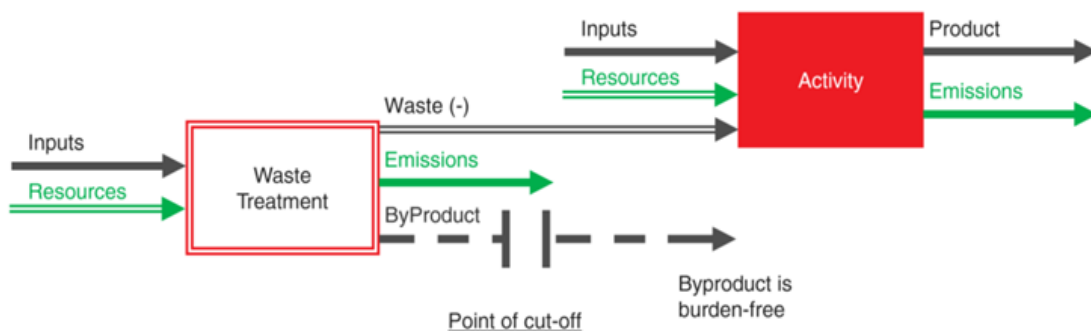 Inputs
Product
Resources
Activity
Emissions
Waste (-)
Inputs
Emissions
Resources
Waste
Treatment
ByProduct
Byproduct is
burden-free
Point of cut-off